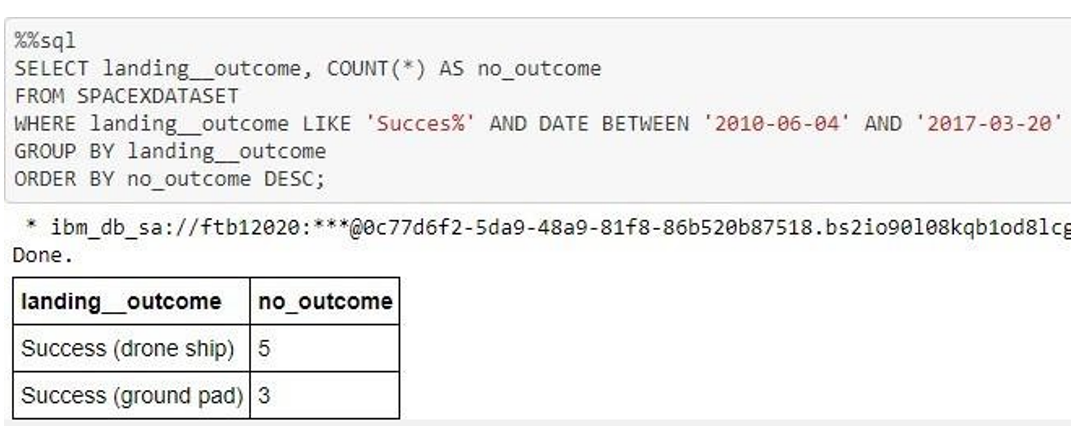 %%sql
SELECT landing__outcome, COUNT(*) AS no_outcome
FROM SPACEXDATASET
WHERE landing__outcome LIKE 'Succes%' AND DATE BETWEEN '2010-06-04' AND '2017-03-20'
GROUP BY landing__outcome
ORDER BY no_outcome DESC;
* ibm_db_sa://ftb12020:***@0c77d6f2-5da9-48a9-81f8-86b520b87518.bs2io90l08kqb1od8lcg
Done.
landing__outcome no_outcome
Success (drone ship) 5
Success (ground pad) 3